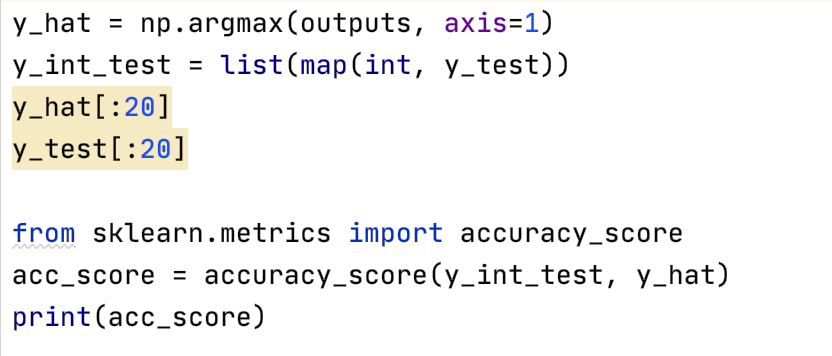 y_hat = np.argmax(outputs, axis=1)
y_int_test = list(map(int, y_test))
y_hat[:20]
y_test[:20]
from sklearn.metrics import accuracy_score
acc_score = accuracy_score(y_int_test, y_hat)
print(acc_score)